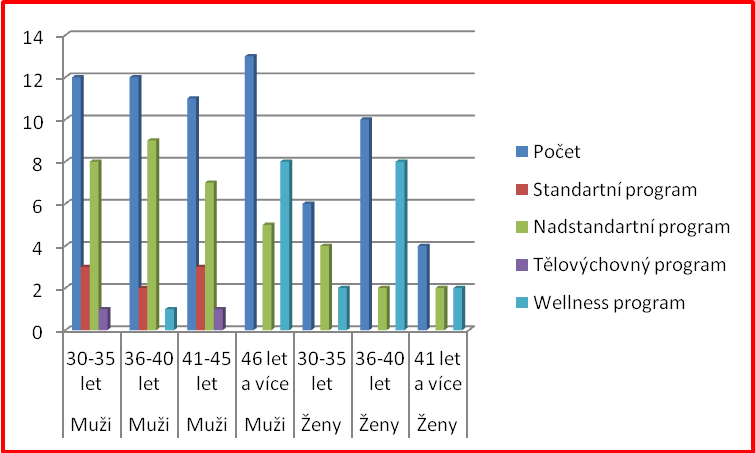 14
12
10
8
6
4
2
0
30-35 let
36-40 let
41-45 let
46 let a více
30-35 let
36-40 let
41 let a více
Muži
Muži
Muži
Muži
Ženy
Ženy
Ženy
Počet
Standartní program
Nadstandartní program
Tělovýchovný program
Wellness program